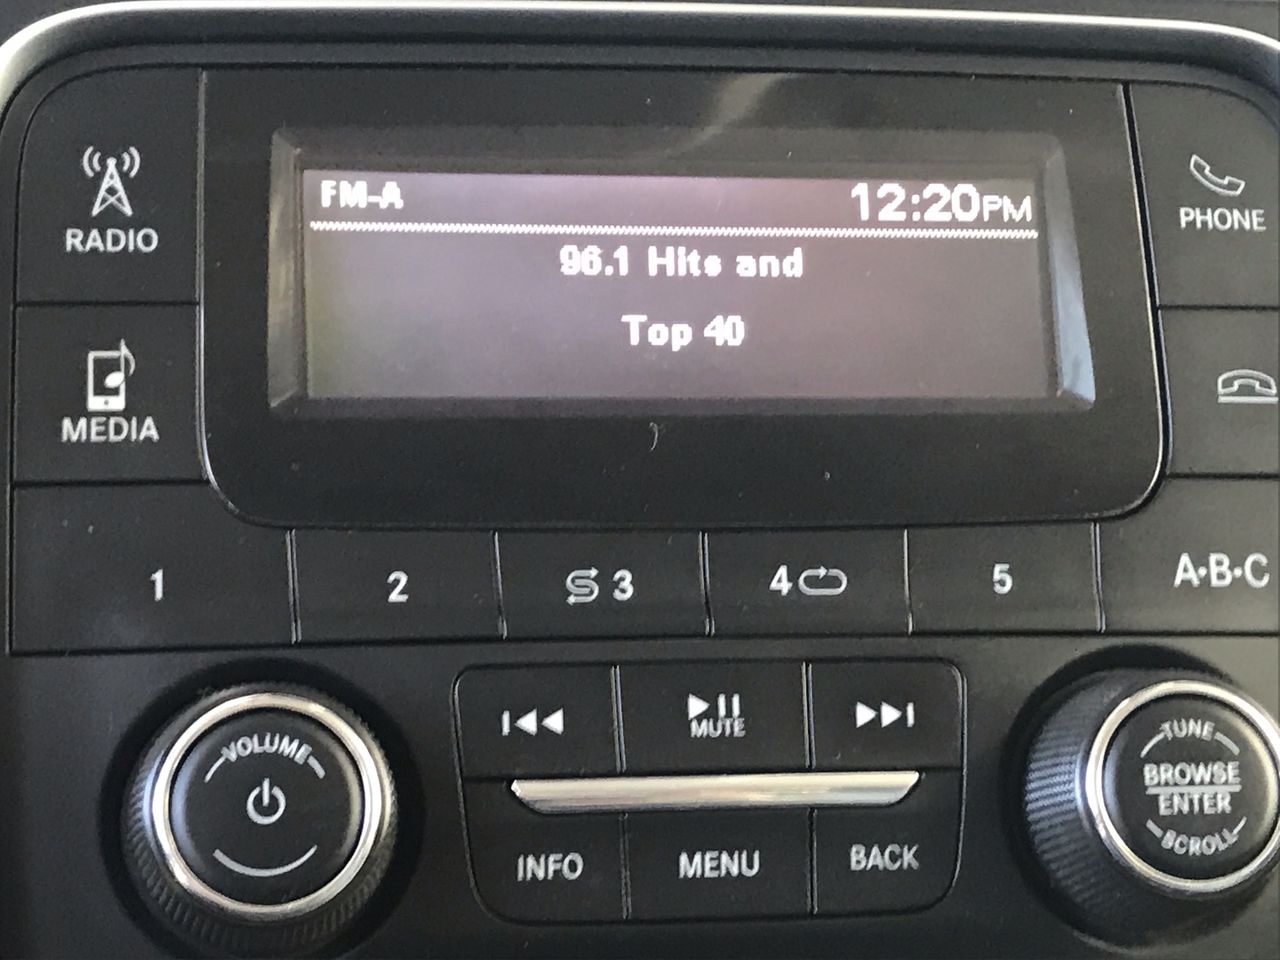 FM-A 12:20PM
96.1 Hits and
Top 40
RADIO
PHONE
MEDIA
1 2 3 4 5 A•B•C
VOLUME
MUTE
TUNE
BROWSE
ENTER
SCROLL
INFO MENU BACK